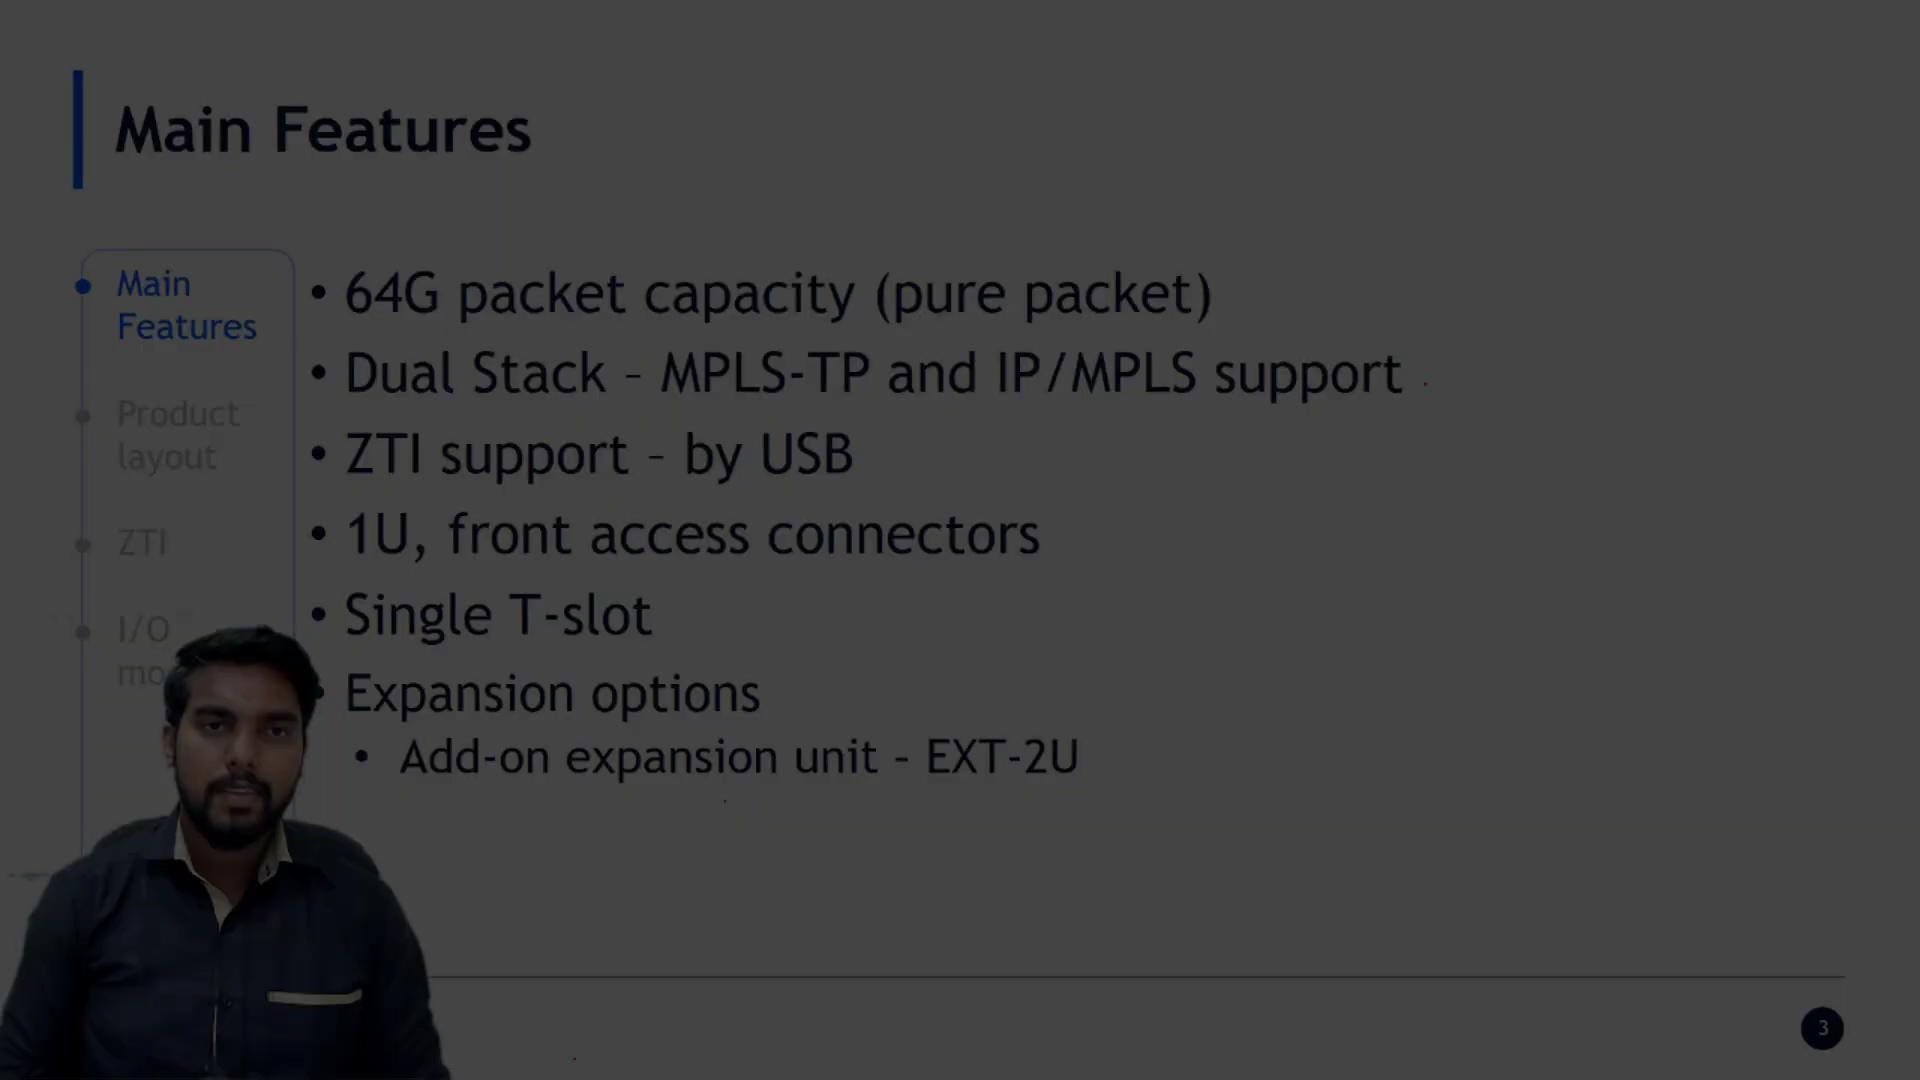 Main Features
Main
Features
Product
layout
ZTI
I/O
• 64G packet capacity (pure packet)
• Dual Stack – MPLS-TP and IP/MPLS support
• ZTI support – by USB
• 1U, front access connectors
• Single T-slot
• Expansion options
• Add-on expansion unit – EXT-2U
3